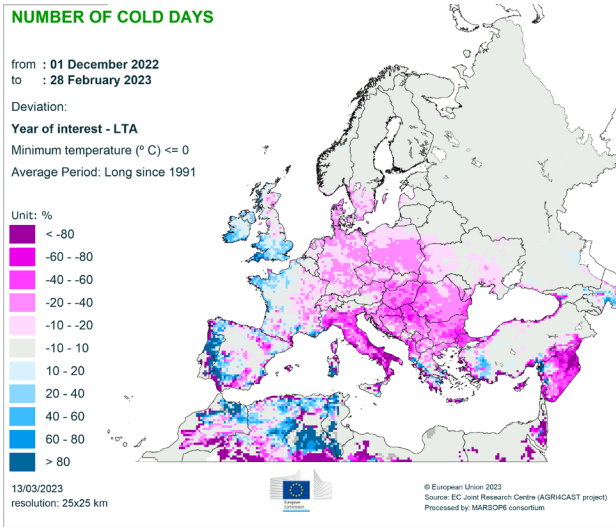 NUMBER OF COLD DAYS
from : 01 December 2022
to : 28 February 2023
Deviation:
Year of interest - LTA
Minimum temperature (º C) <= 0
Average Period: Long since 1991
Unit: %
< -80
-60 - -80
-40 - -60
-20 - -40
-10 - -20
-10 - 10
10 - 20
20 - 40
40 - 60
60 - 80
> 80
13/03/2023
resolution: 25x25 km
European
Commission
© European Union 2023
Source: EC Joint Research Centre (AGRI4CAST project)
Processed by: MARSOP6 consortium